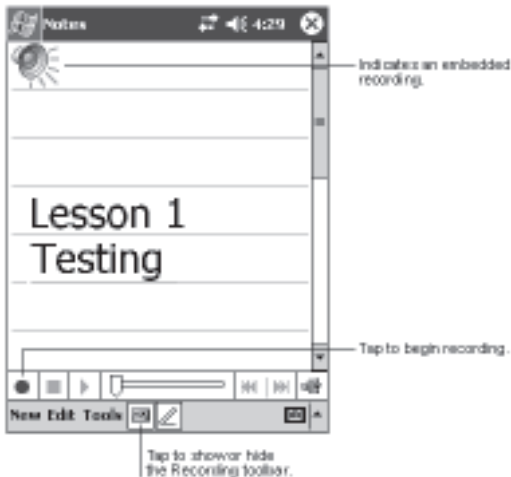 Notes 4:29
Indicates an embedded
recording.
Lesson 1
Testing
Tap to begin recording.
New Edit Tools
Tap to show or hide
the Recording toolbar.